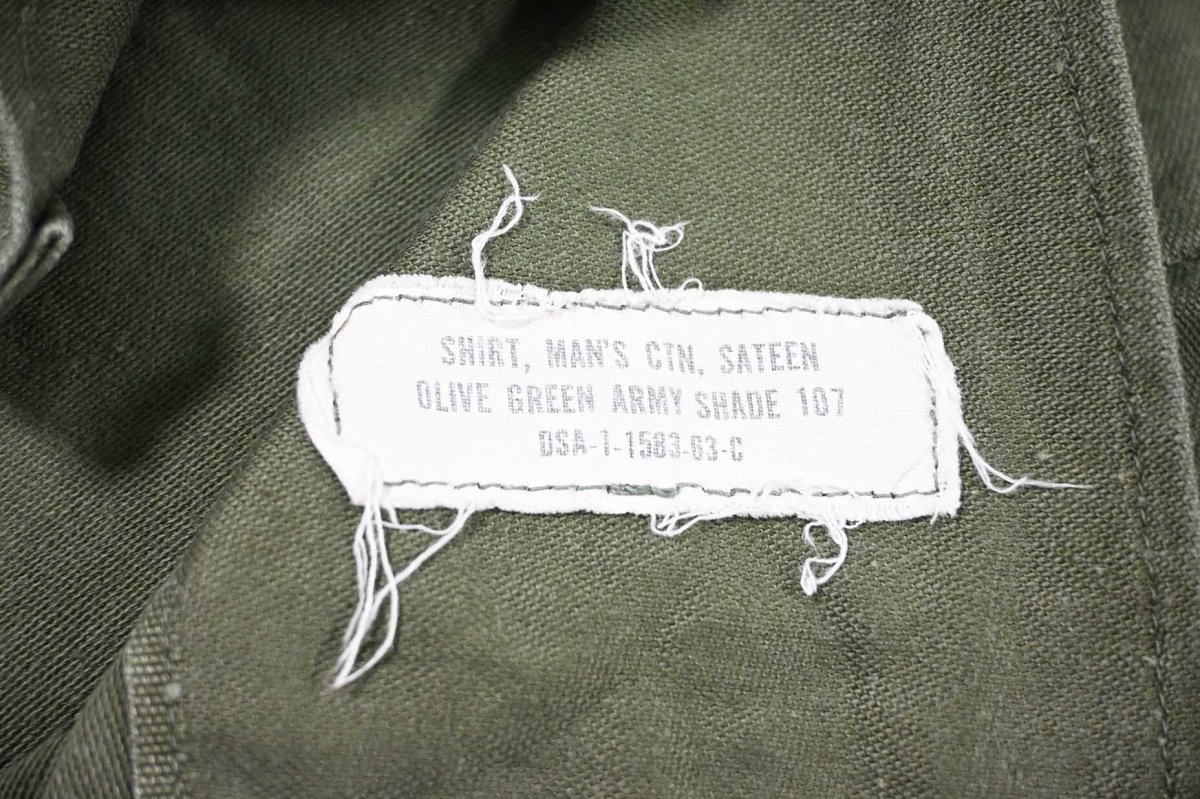 SHIRT, MAN'S CTN, SATEEN
OLIVE GREEN ARMY SHADE 107
DSA-1-1583-63-C